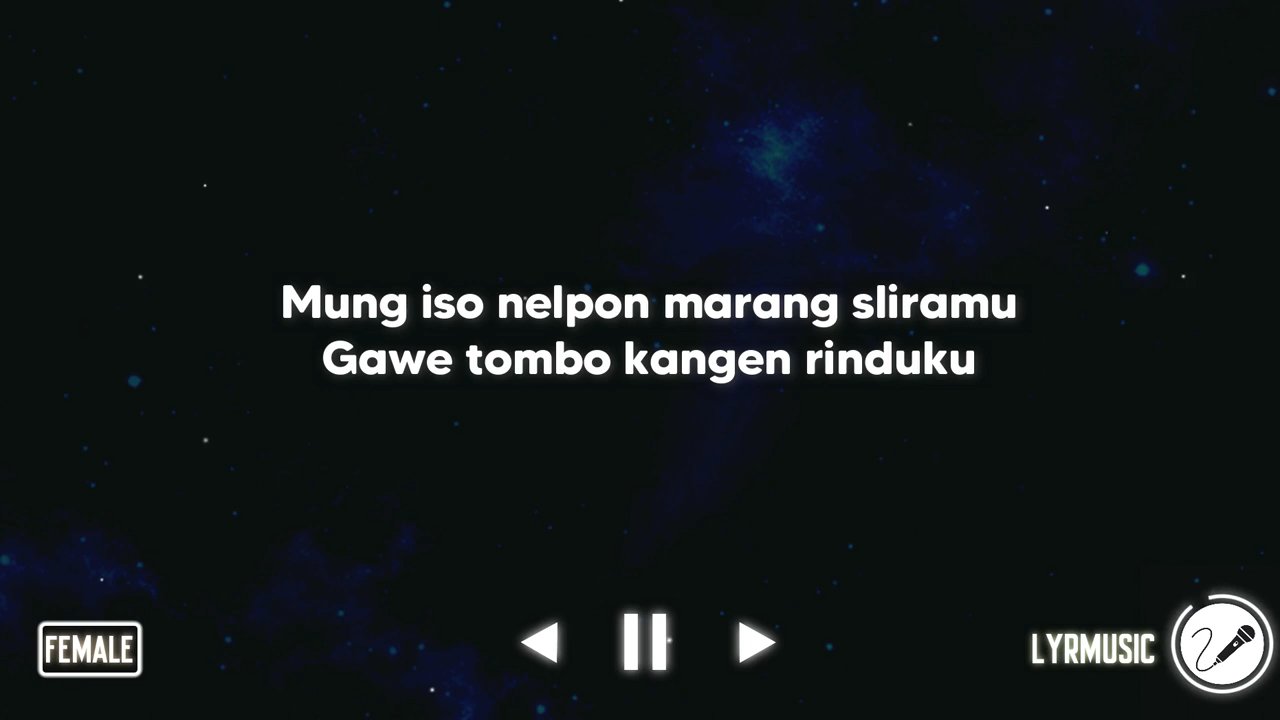 Mung iso nelpon marang sliramu
Gawe tombo kangen rinduku
FEMALE
LYRMUSIC